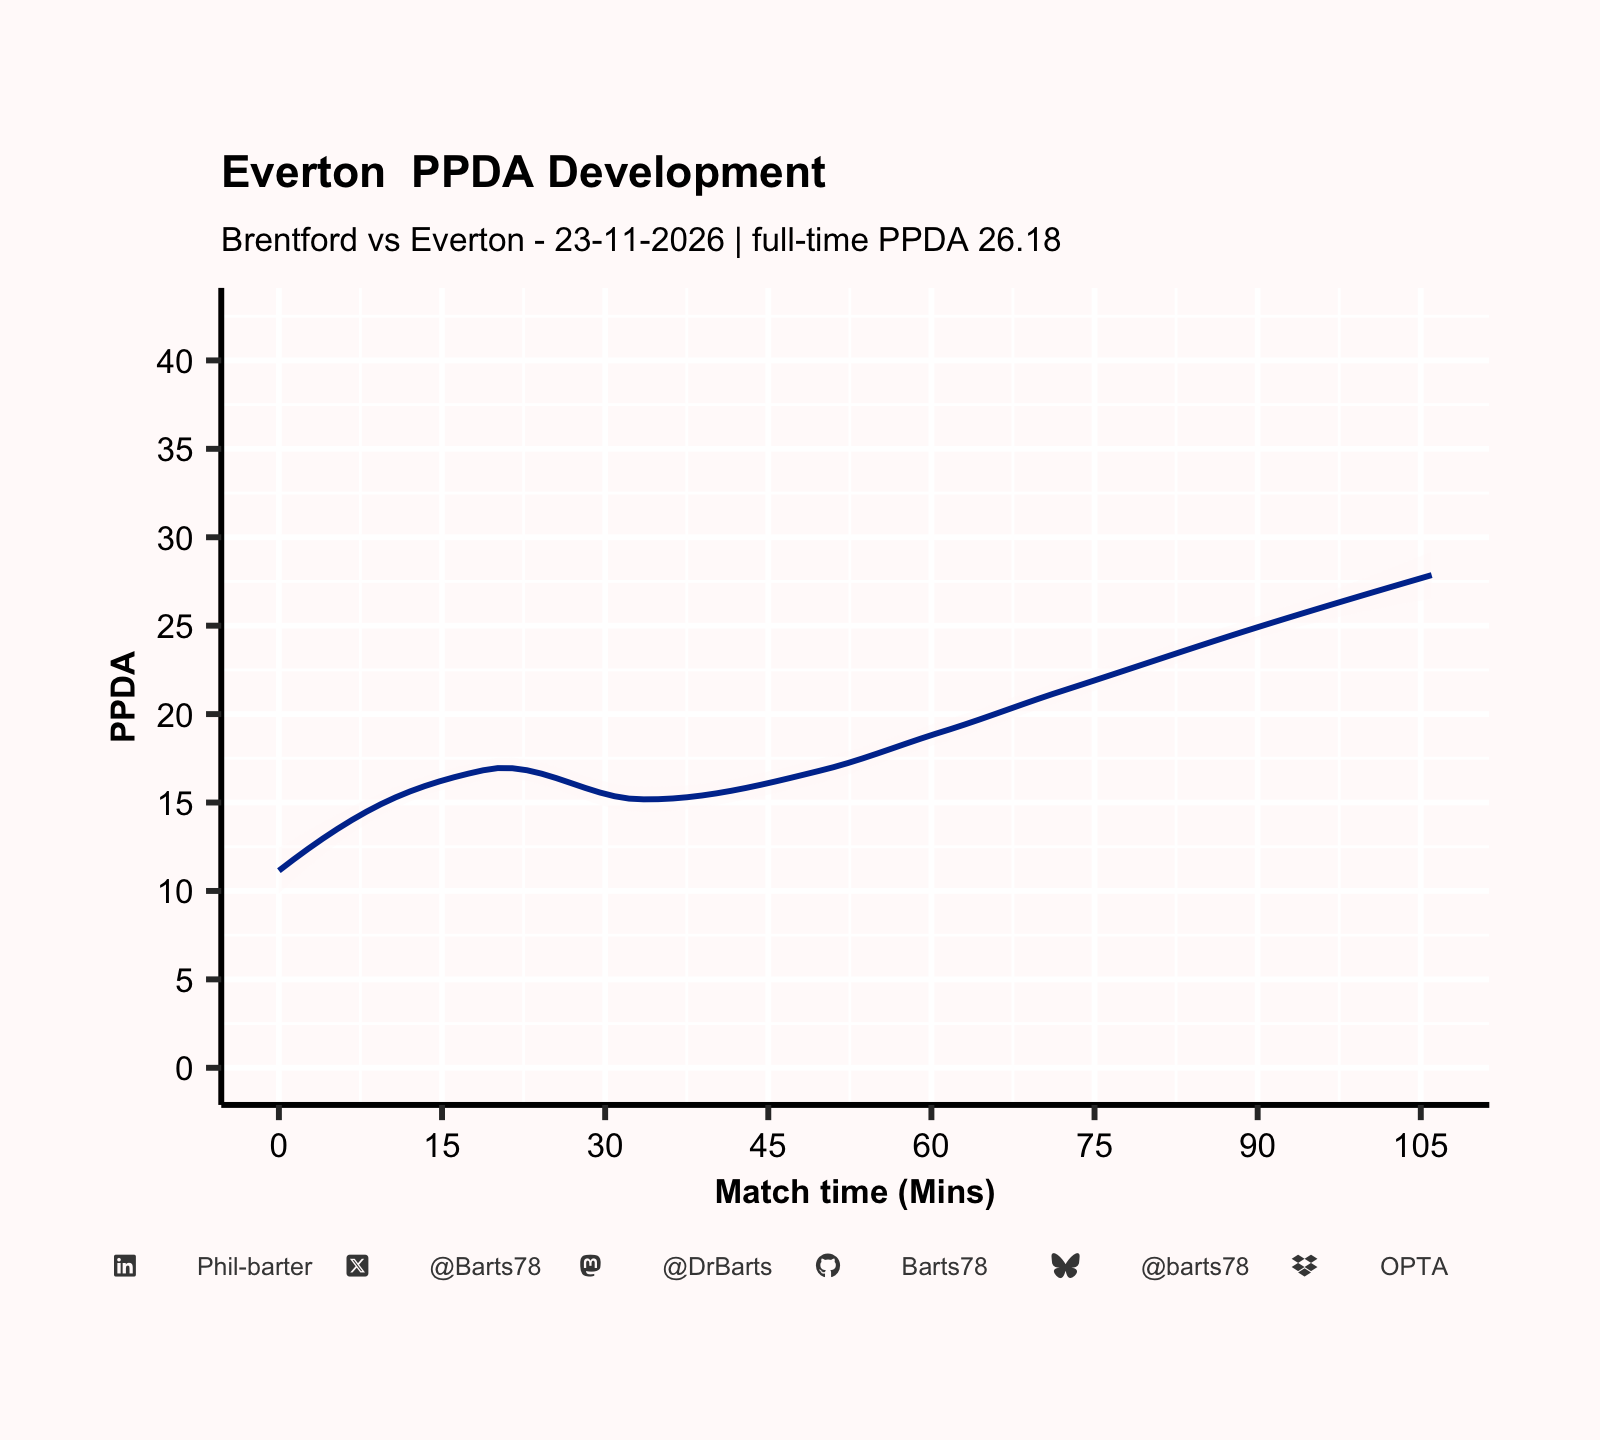 Everton  PPDA Development
Brentford vs Everton - 23-11-2026 | full-time PPDA 26.18
PPDA
40
35
30
25
20
15
10
5
0
0 15 30 45 60 75 90 105
Match time (Mins)
Phil-barter @Barts78 @DrBarts Barts78 @barts78 OPTA